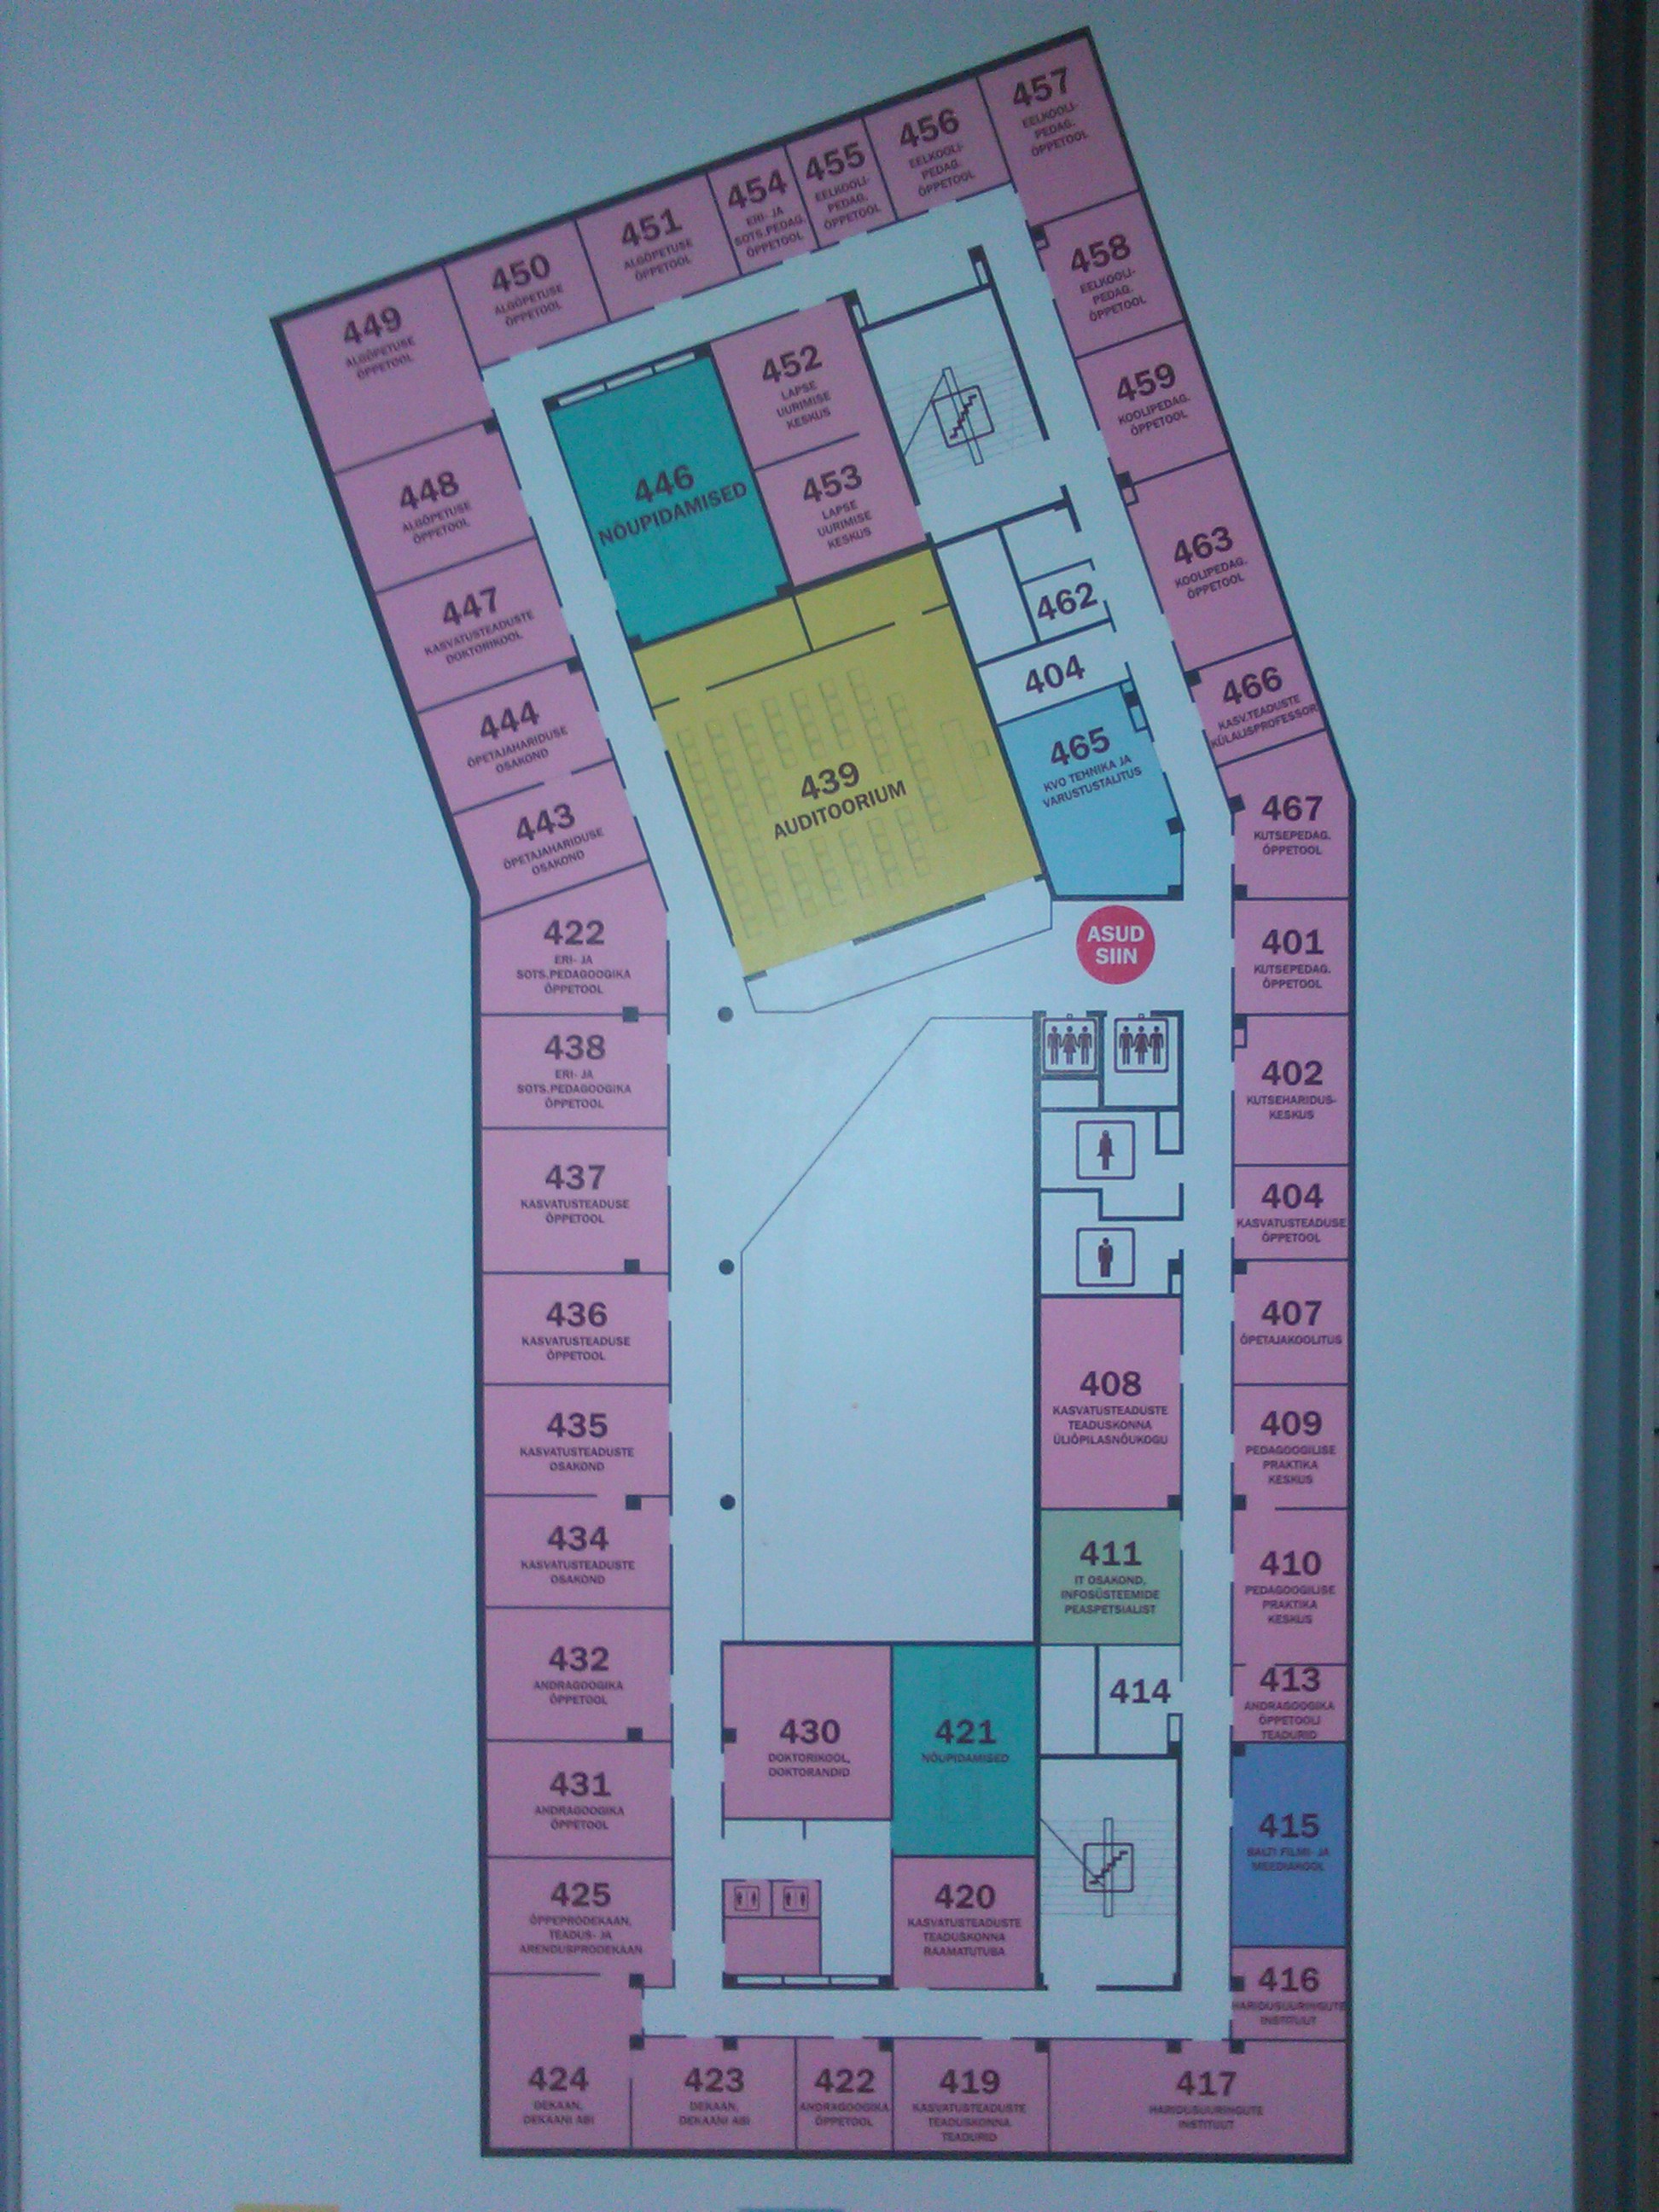 457
EELKOOLI-
PEDAG.
ÕPPETOOL
456
EELKOOLI-
PEDAG.
ÕPPETOOL
455
EELKOOLI-
PEDAG.
ÕPPETOOL
454
ERI- JA
SOTS.PEDAG.
ÕPPETOOL
451
ALGÕPETUSE
ÕPPETOOL
450
ALGÕPETUSE
ÕPPETOOL
449
ALGÕPETUSE
ÕPPETOOL
458
EELKOOLI-
PEDAG.
ÕPPETOOL
452
LAPSE
UURIMISE
KESKUS
459
KOOLIPEDAG.
ÕPPETOOL
448
ALGÕPETUSE
ÕPPETOOL
446
NÕUPIDAMISED
453
LAPSE
UURIMISE
KESKUS
463
KOOLIPEDAG.
ÕPPETOOL
447
KASVATUSTEADUSTE
DOKTORIKOOL
462
404
466
KASV.TEADUSTE
KÜLALISPROFESSOR
444
ÕPETAJAHARIDUSE
OSAKOND
439
AUDITOORIUM
465
KVO TEHNIKA JA
VARUSTUSTALITUS
467
KUTSEPEDAG.
ÕPPETOOL
443
ÕPETAJAHARIDUSE
OSAKOND
422
ERI- JA
SOTS.PEDAGOOGIKA
ÕPPETOOL
ASUD
SIIN
401
KUTSEPEDAG.
ÕPPETOOL
438
ERI- JA
SOTS.PEDAGOOGIKA
ÕPPETOOL
402
KUTSEHARIDUS-
KESKUS
437
KASVATUSTEADUSE
ÕPPETOOL
404
KASVATUSTEADUSE
ÕPPETOOL
436
KASVATUSTEADUSE
ÕPPETOOL
407
ÕPETAJAKOOLITUS
408
KASVATUSTEADUSTE
TEADUSKONNA
ÜLIÕPILASNÕUKOGU
435
KASVATUSTEADUSTE
OSAKOND
409
PEDAGOOGILISE
PRAKTIKA
KESKUS
434
KASVATUSTEADUSTE
OSAKOND
411
IT OSAKOND,
INFOSÜSTEEMIDE
PEASPETSIALIST
410
PEDAGOOGILISE
PRAKTIKA
KESKUS
432
ANDRAGOOGIKA
ÕPPETOOL
414
413
ANDRAGOOGIKA
ÕPPETOOLI
TEADURID
430
DOKTORIKOOL,
DOKTORANDID
421
NÕUPIDAMISED
431
ANDRAGOOGIKA
ÕPPETOOL
415
BALTI FILMI- JA
MEEDIAKOOL
425
ÕPPEPRODEKAAN,
TEADUS- JA
ARENDUSPRODEKAAN
420
KASVATUSTEADUSTE
TEADUSKONNA
RAAMATUTUBA
416
HARIDUSUURINGUTE
INSTITUUT
424
DEKAAN,
DEKAANI ABI
423
DEKAAN,
DEKAANI ABI
422
ANDRAGOOGIKA
ÕPPETOOL
419
KASVATUSTEADUSTE
TEADUSKONNA
TEADURID
417
HARIDUSUURINGUTE
INSTITUUT